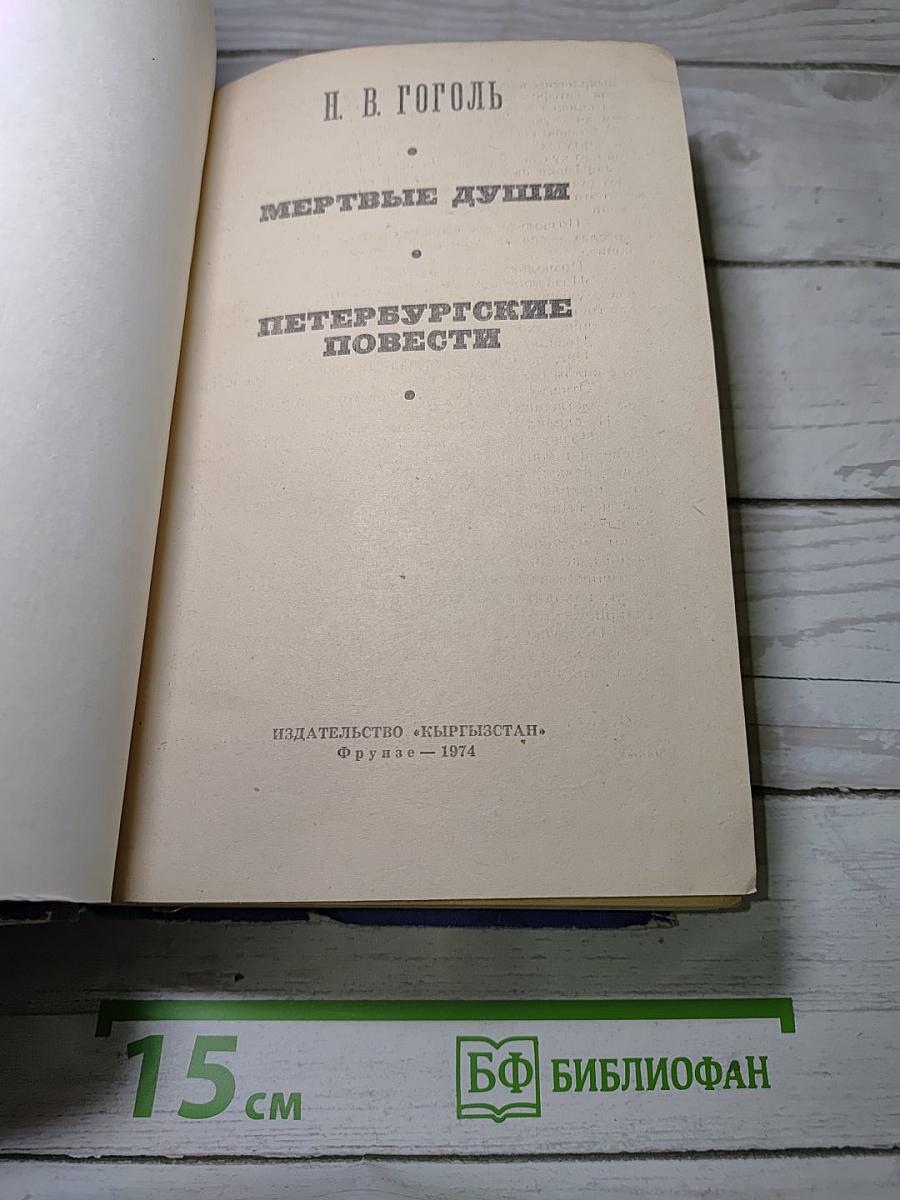 Н. В. ГОГОЛЬ
МЕРТВЫЕ ДУШИ
ПЕТЕРБУРГСКИЕ
ПОВЕСТИ
ИЗДАТЕЛЬСТВО «КЫРГЫЗСТАН»
Фрунзе — 1974
15 см
БФ БИБЛИОФАН